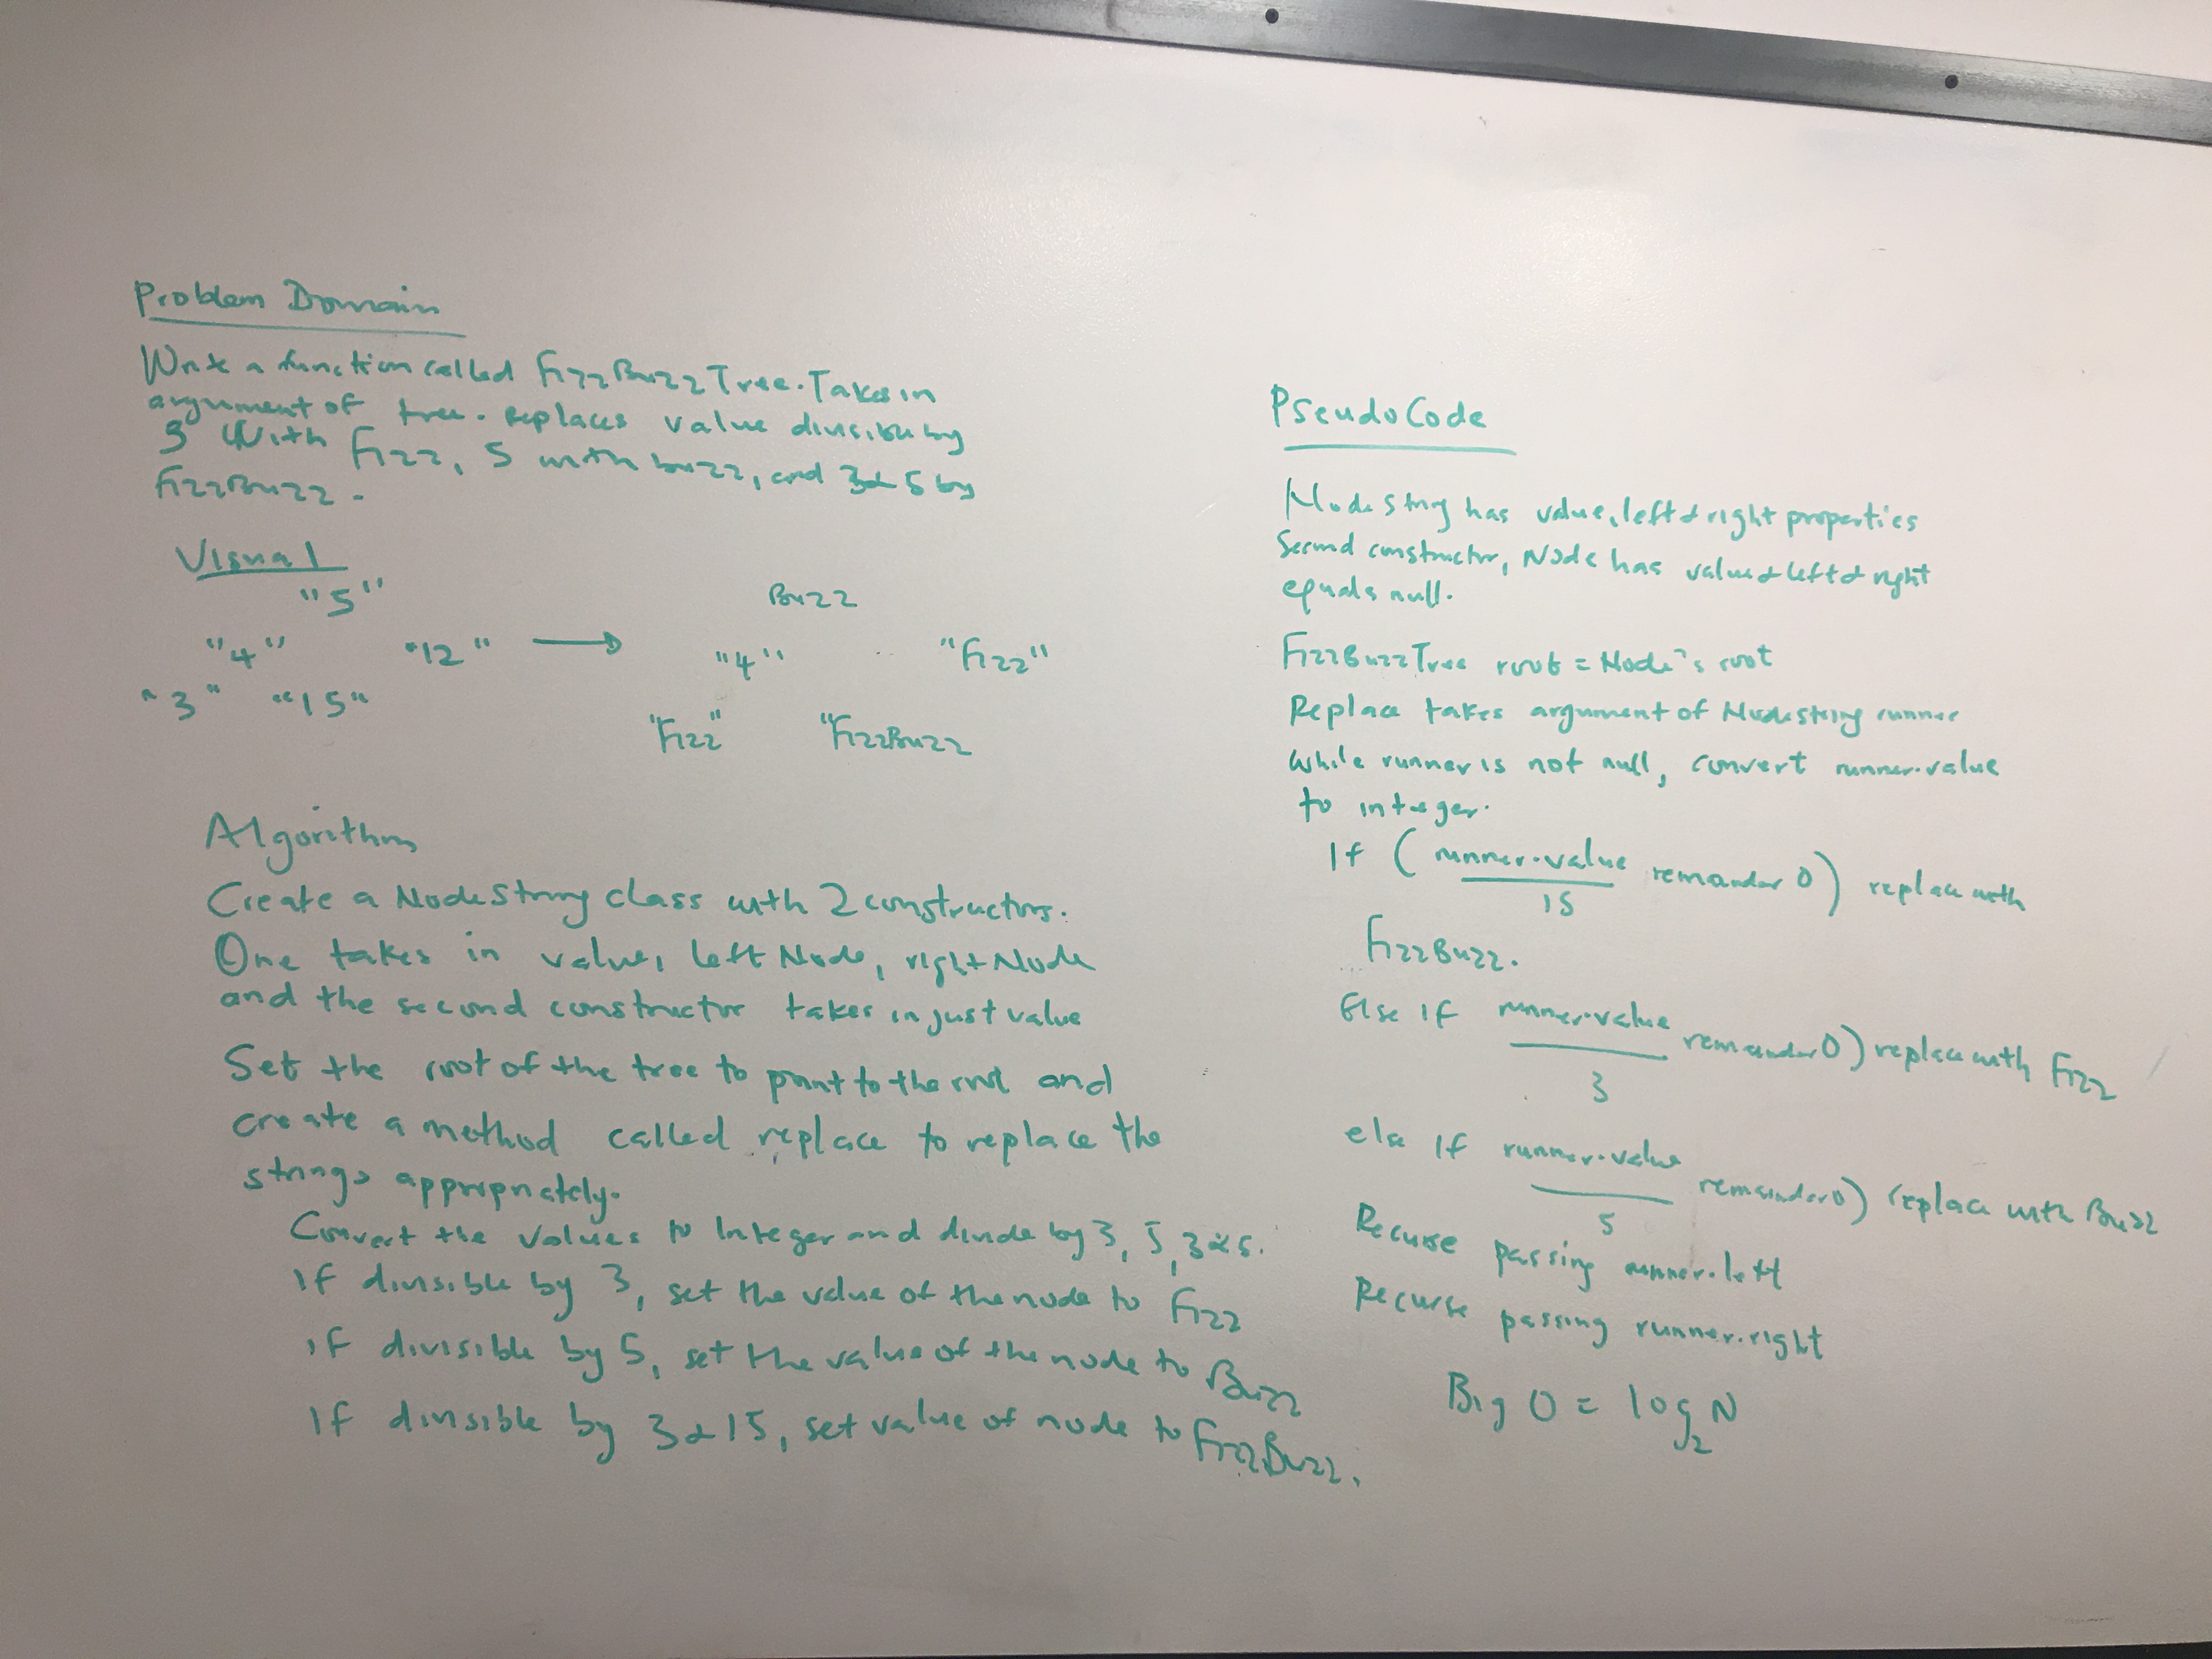 Problem Domain
Write a function called FizzBuzzTree. Takes in
argument of tree. Replaces value divisible by
3 with Fizz, 5 with buzz, and 3 & 5 by
FizzBuzz.
Visual
"5"
"4" "12"
"3" "15"
Buzz
"4" "Fizz"
"Fizz" "FizzBuzz
Algorithm
Create a NodeString class with 2 constructors.
One takes in value, left Node, right Node
and the second constructor takes in just value
Set the root of the tree to point to the root and
create a method called replace to replace the
strings appropriately.
Convert the values to Integer and divide by 3, 5, 3 & 5.
If divisible by 3, set the value of the node to Fizz
if divisible by 5, set the value of the node to Buzz
If divisible by 3 & 15, set value of node to FizzBuzz.
PseudoCode
NodeString has value, left & right properties
Second constructor, Node has value & left & right
equals null.
FizzBuzzTree root = Node's root
Replace takes argument of NodeString runner
While runner is not null, convert runner.value
to integer.
If ( runner.value remainder 0) replace with
15
FizzBuzz.
Else if runner.value remainder 0) replace with Fizz
3
else if runner.value remainder 0) replace with Buzz
5
Recurse passing runner.left
Recurse passing runner.right
Big O = log2 N